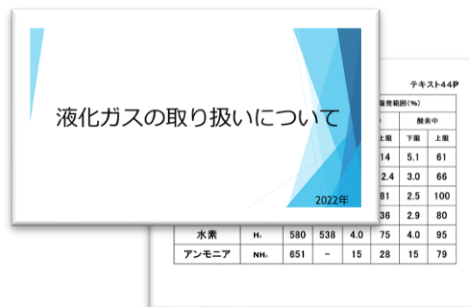 液化ガスの取り扱いについて
2022年
テキスト44P
爆発範囲(%)
酸素中
上限 下限 上限
14 5.1 61
2.4 3.0 66
81 2.5 100
36 2.9 80
水素 H₂ 580 538 4.0 75 4.0 95
アンモニア NH₃ 651 - 15 28 15 79